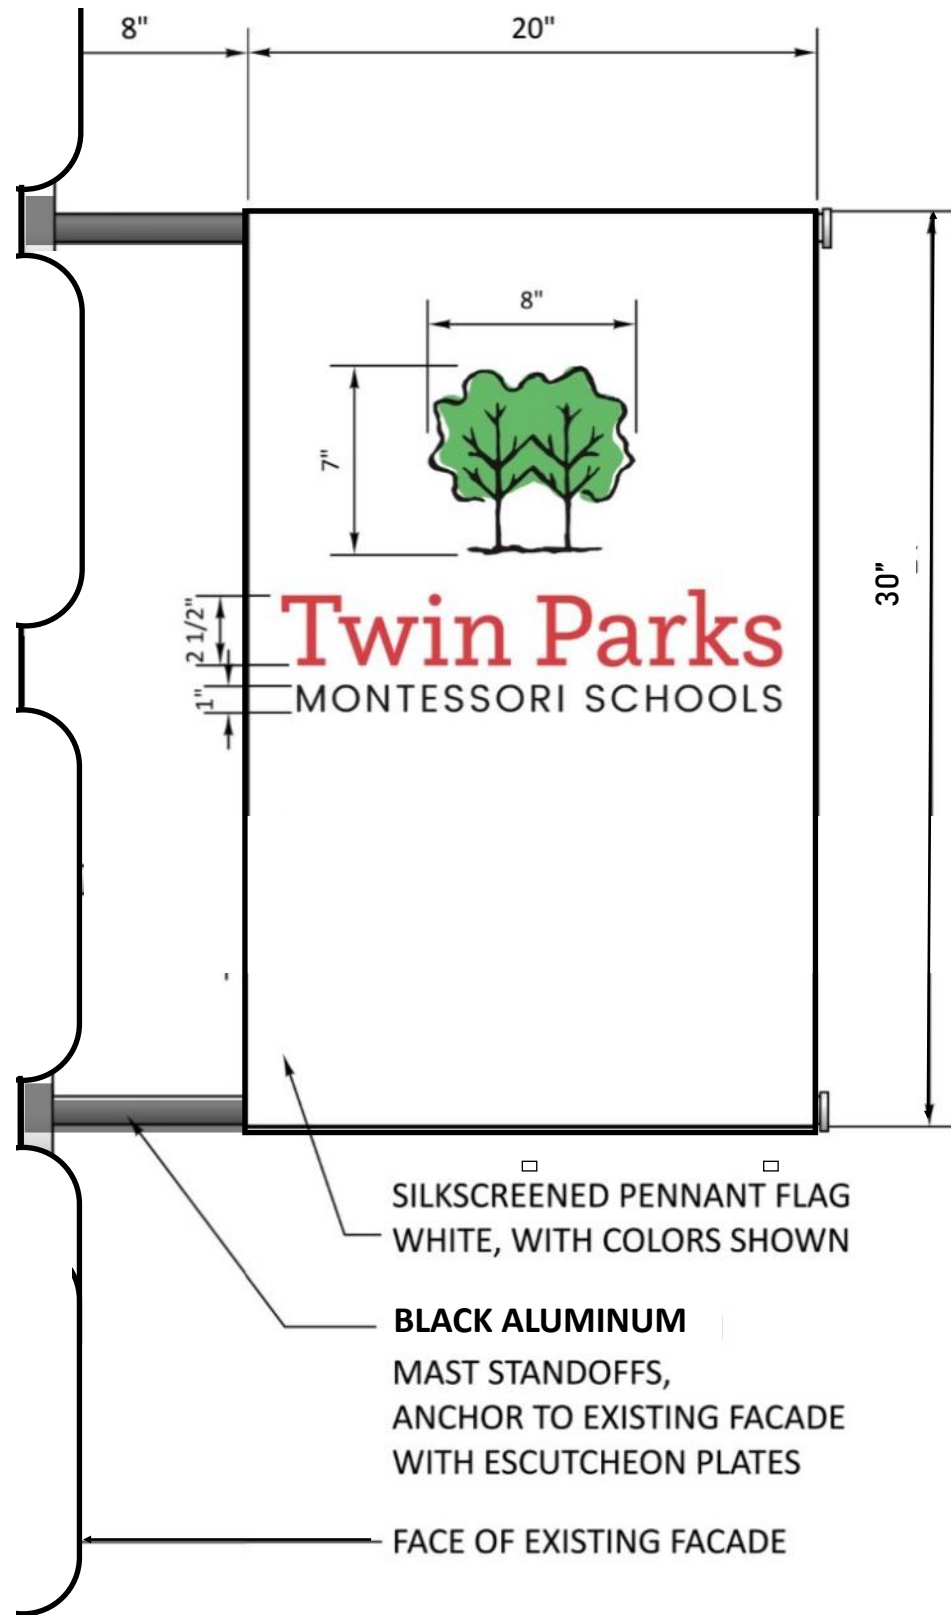 8"
20"
8"
7"
30"
2 1/2"
Twin Parks
1"
MONTESSORI SCHOOLS
SILKSCREENED PENNANT FLAG
WHITE, WITH COLORS SHOWN
BLACK ALUMINUM
MAST STANDOFFS,
ANCHOR TO EXISTING FACADE
WITH ESCUTCHEON PLATES
FACE OF EXISTING FACADE